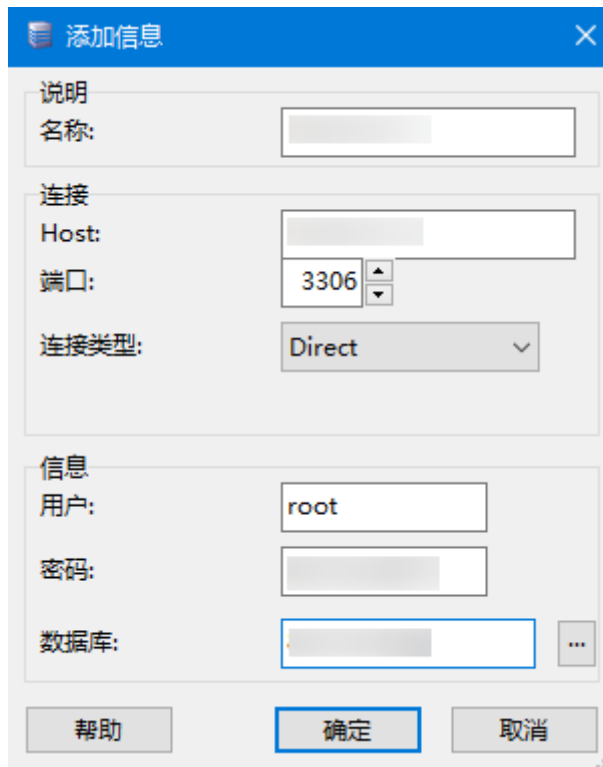 添加信息
说明
名称:
连接
Host:
端口: 3306
连接类型: Direct
信息
用户: root
密码:
数据库: ...
帮助 确定 取消